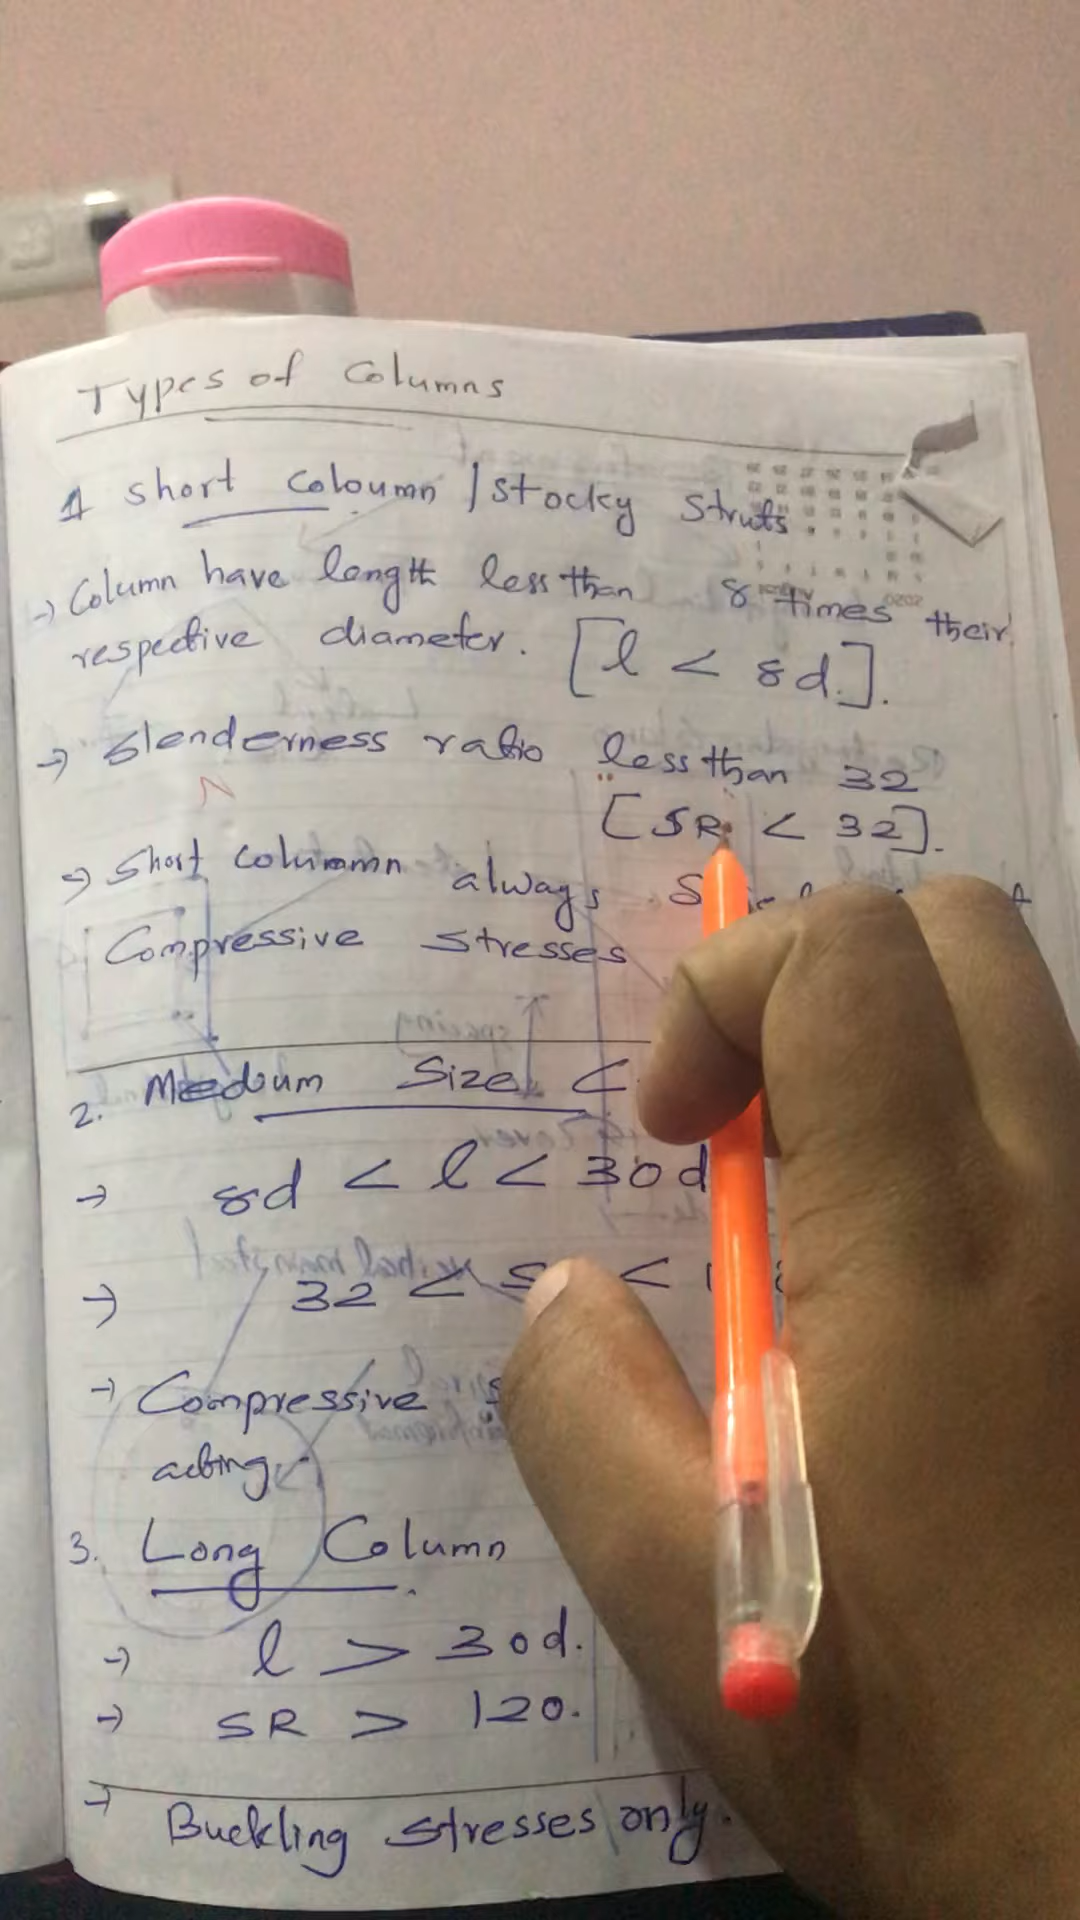 Types of Columns
1 Short Coloumn / Stocky Struts.
→ Column have length less than 8 times their
respective diameter. [l < 8d.].
→ Slenderness ratio less than 32
[SR < 32].
→ Short colummn always
Compressive stresses
2. Medium Size C
→ 8d < l < 30d
→ 32 < S <
→ Compressive
acting.
3. Long Column
→ l > 30d.
→ SR > 120.
→ Buckling stresses only.